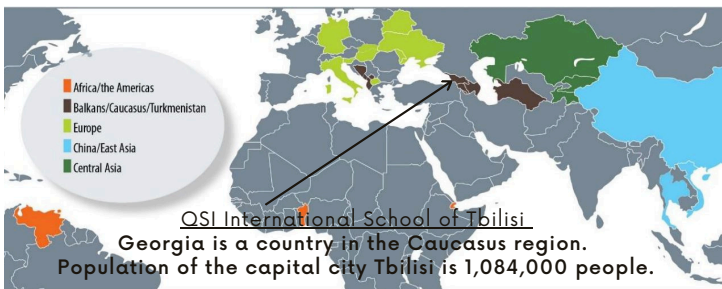 Africa/the Americas
Balkans/Caucasus/Turkmenistan
Europe
China/East Asia
Central Asia
QSI International School of Tbilisi
Georgia is a country in the Caucasus region.
Population of the capital city Tbilisi is 1,084,000 people.